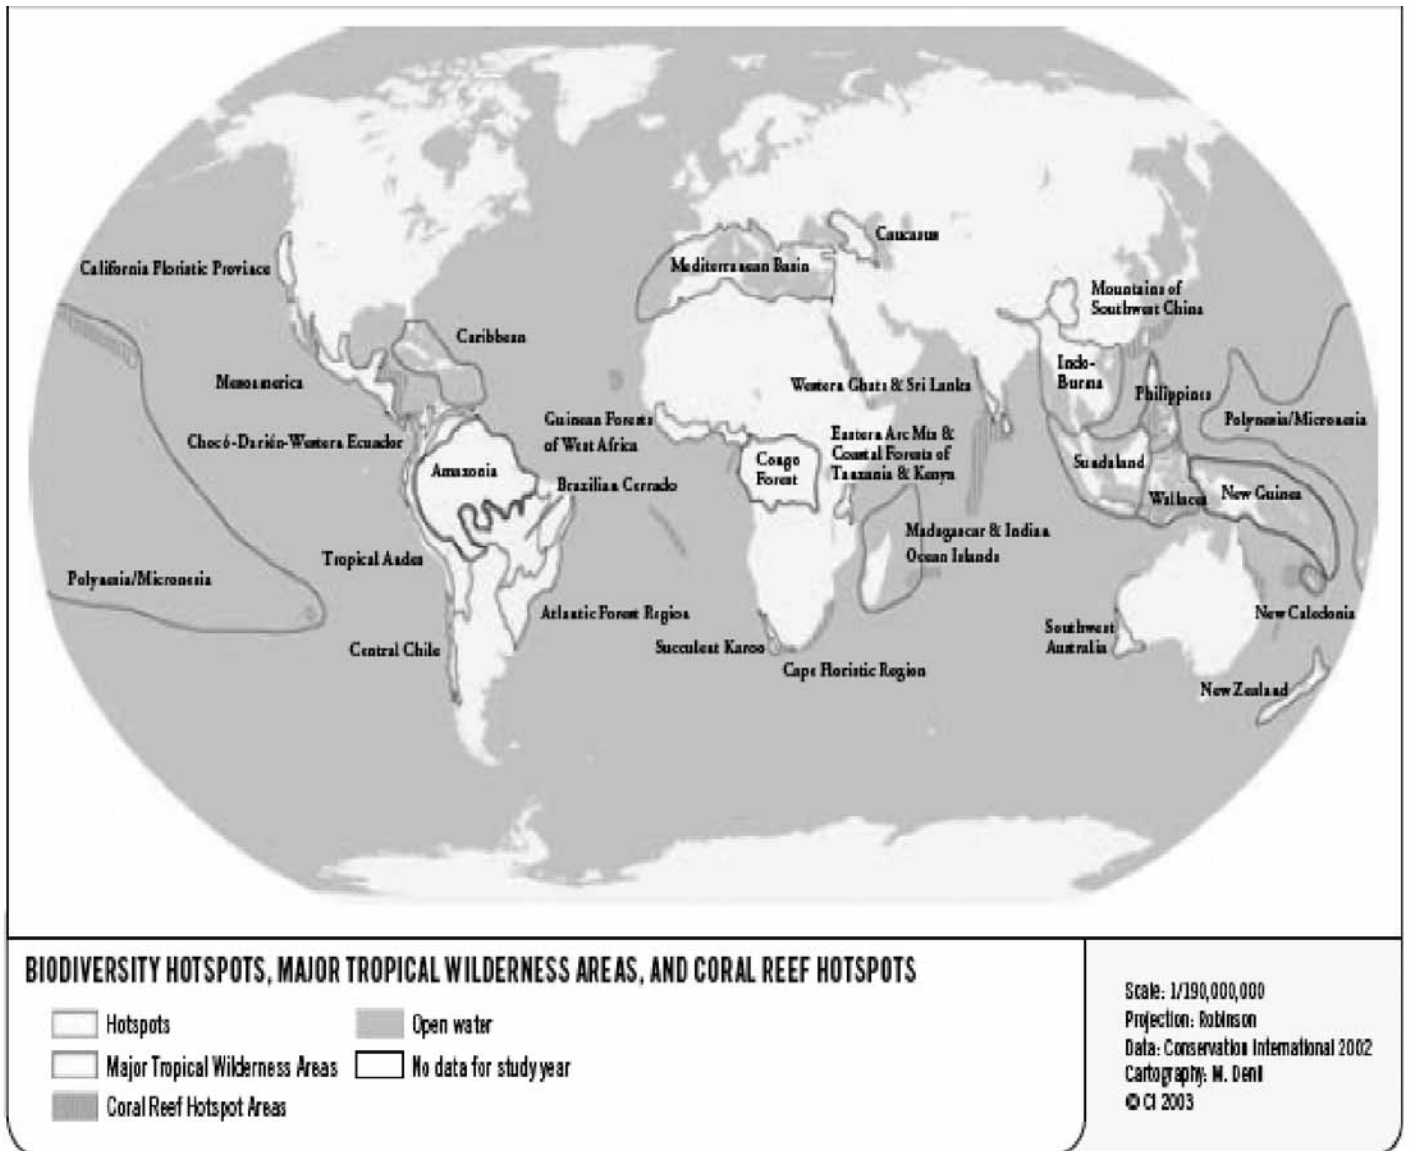 Caucasus
California Floristic Province
Mediterranean Basin
Mountains of
Southwest China
Caribbean
Indo-
Burma
Mesoamerica
Western Ghats & Sri Lanka
Philippines
Guinean Forests
of West Africa
Polynesia/Micronesia
Chocó-Darién-Western Ecuador
Eastern Arc Mts &
Coastal Forests of
Tanzania & Kenya
Amazonia
Congo
Forest
Sundaland
Brazilian Cerrado
Wallacea
New Guinea
Madagascar & Indian
Ocean Islands
Tropical Andes
Polynesia/Micronesia
Atlantic Forest Region
New Caledonia
Central Chile
Succulent Karoo
Southwest
Australia
Cape Floristic Region
New Zealand
BIODIVERSITY HOTSPOTS, MAJOR TROPICAL WILDERNESS AREAS, AND CORAL REEF HOTSPOTS
Hotspots
Open water
Major Tropical Wilderness Areas
No data for study year
Coral Reef Hotspot Areas
Scale: 1/190,000,000
Projection: Robinson
Data: Conservation International 2002
Cartography: M. Denil
© CI 2003